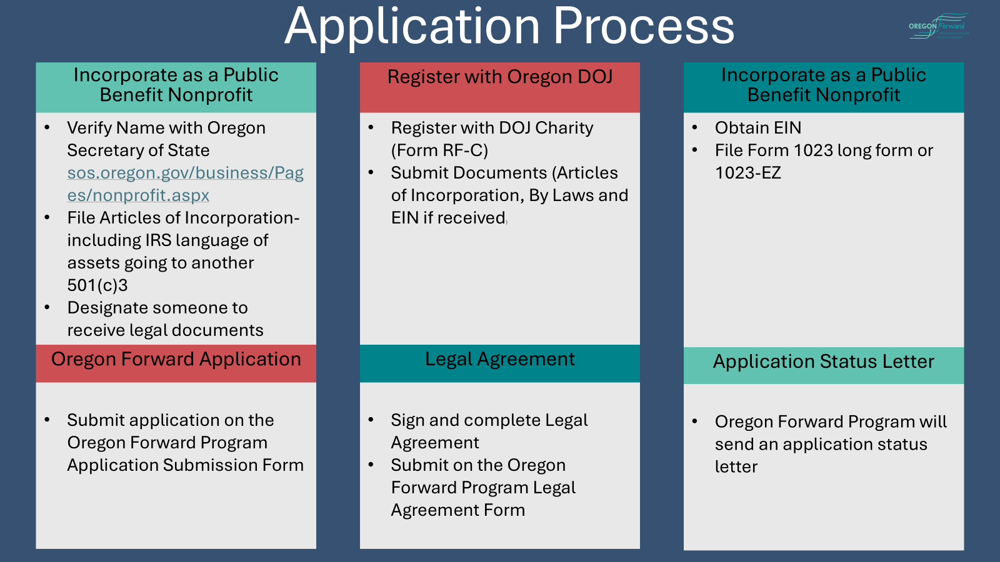 Application Process
OREGON Forward
Incorporate as a Public
Benefit Nonprofit
• Verify Name with Oregon
Secretary of State
sos.oregon.gov/business/Pag
es/nonprofit.aspx
• File Articles of Incorporation-
including IRS language of
assets going to another
501(c)3
• Designate someone to
receive legal documents
Register with Oregon DOJ
• Register with DOJ Charity
(Form RF-C)
• Submit Documents (Articles
of Incorporation, By Laws and
EIN if received)
Incorporate as a Public
Benefit Nonprofit
• Obtain EIN
• File Form 1023 long form or
1023-EZ
Oregon Forward Application
• Submit application on the
Oregon Forward Program
Application Submission Form
Legal Agreement
• Sign and complete Legal
Agreement
• Submit on the Oregon
Forward Program Legal
Agreement Form
Application Status Letter
• Oregon Forward Program will
send an application status
letter